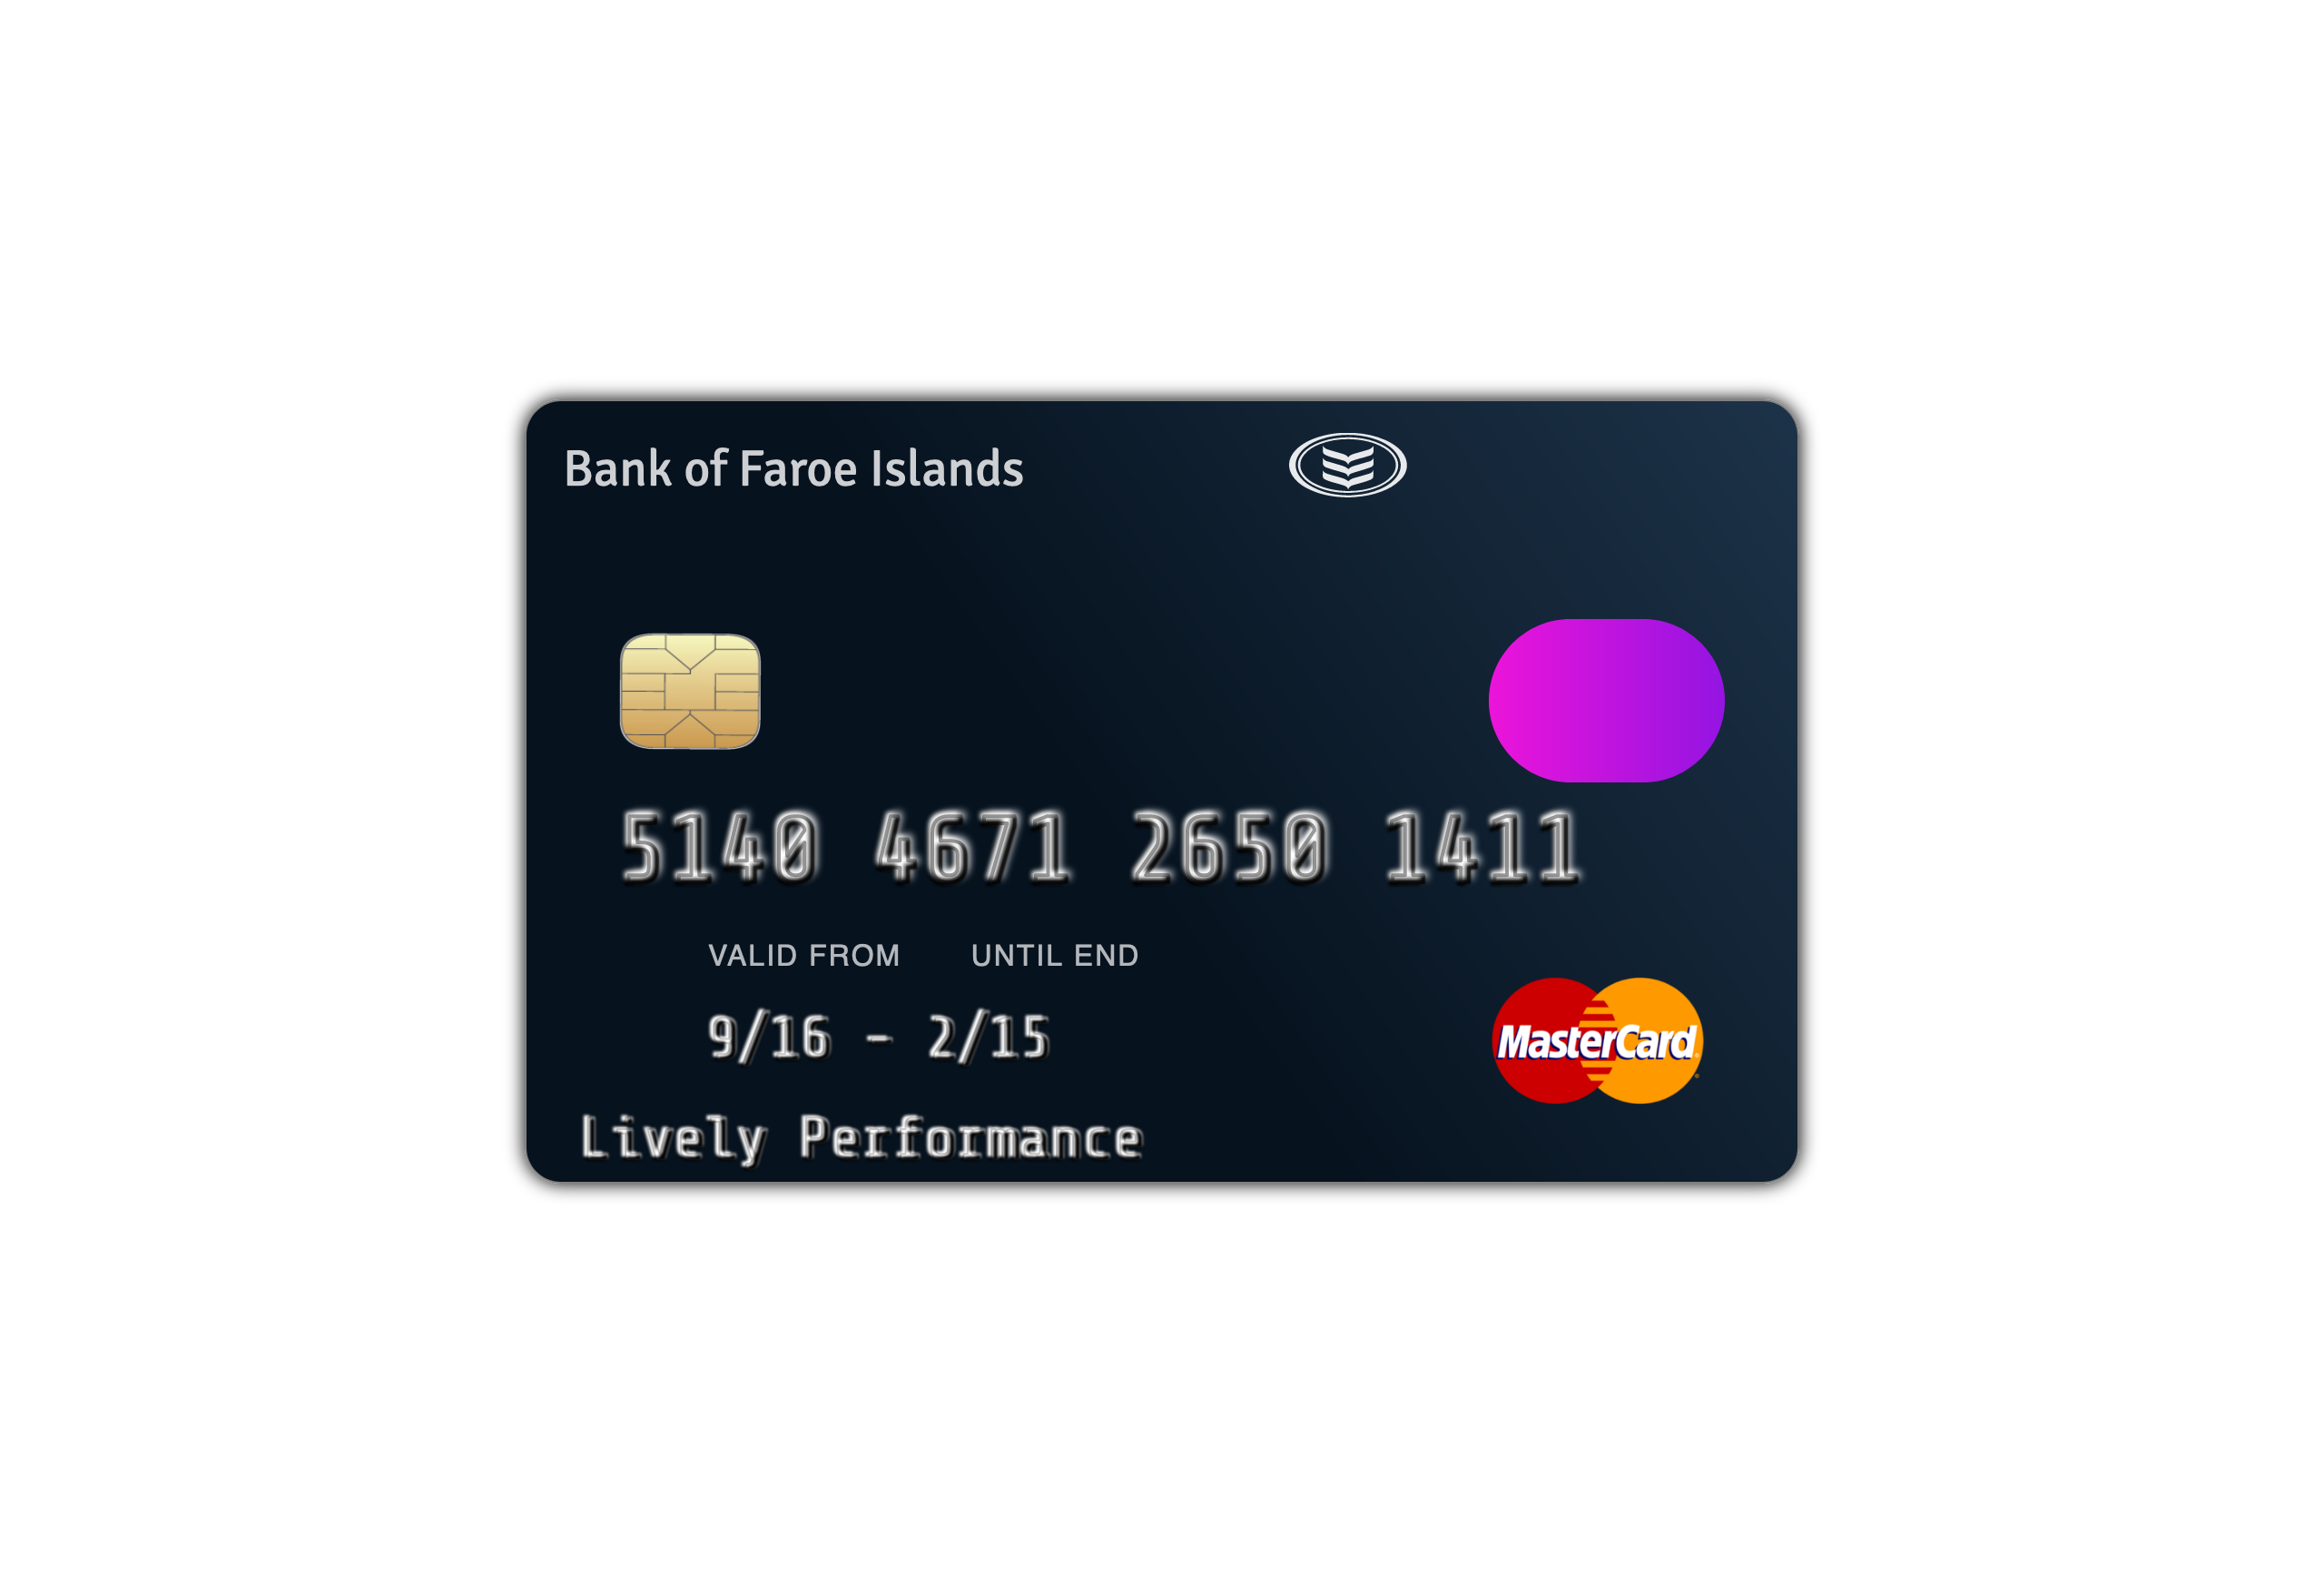 Bank of Faroe Islands
5140 4671 2650 1411
VALID FROM UNTIL END
9/16 - 2/15
MasterCard
Lively Performance